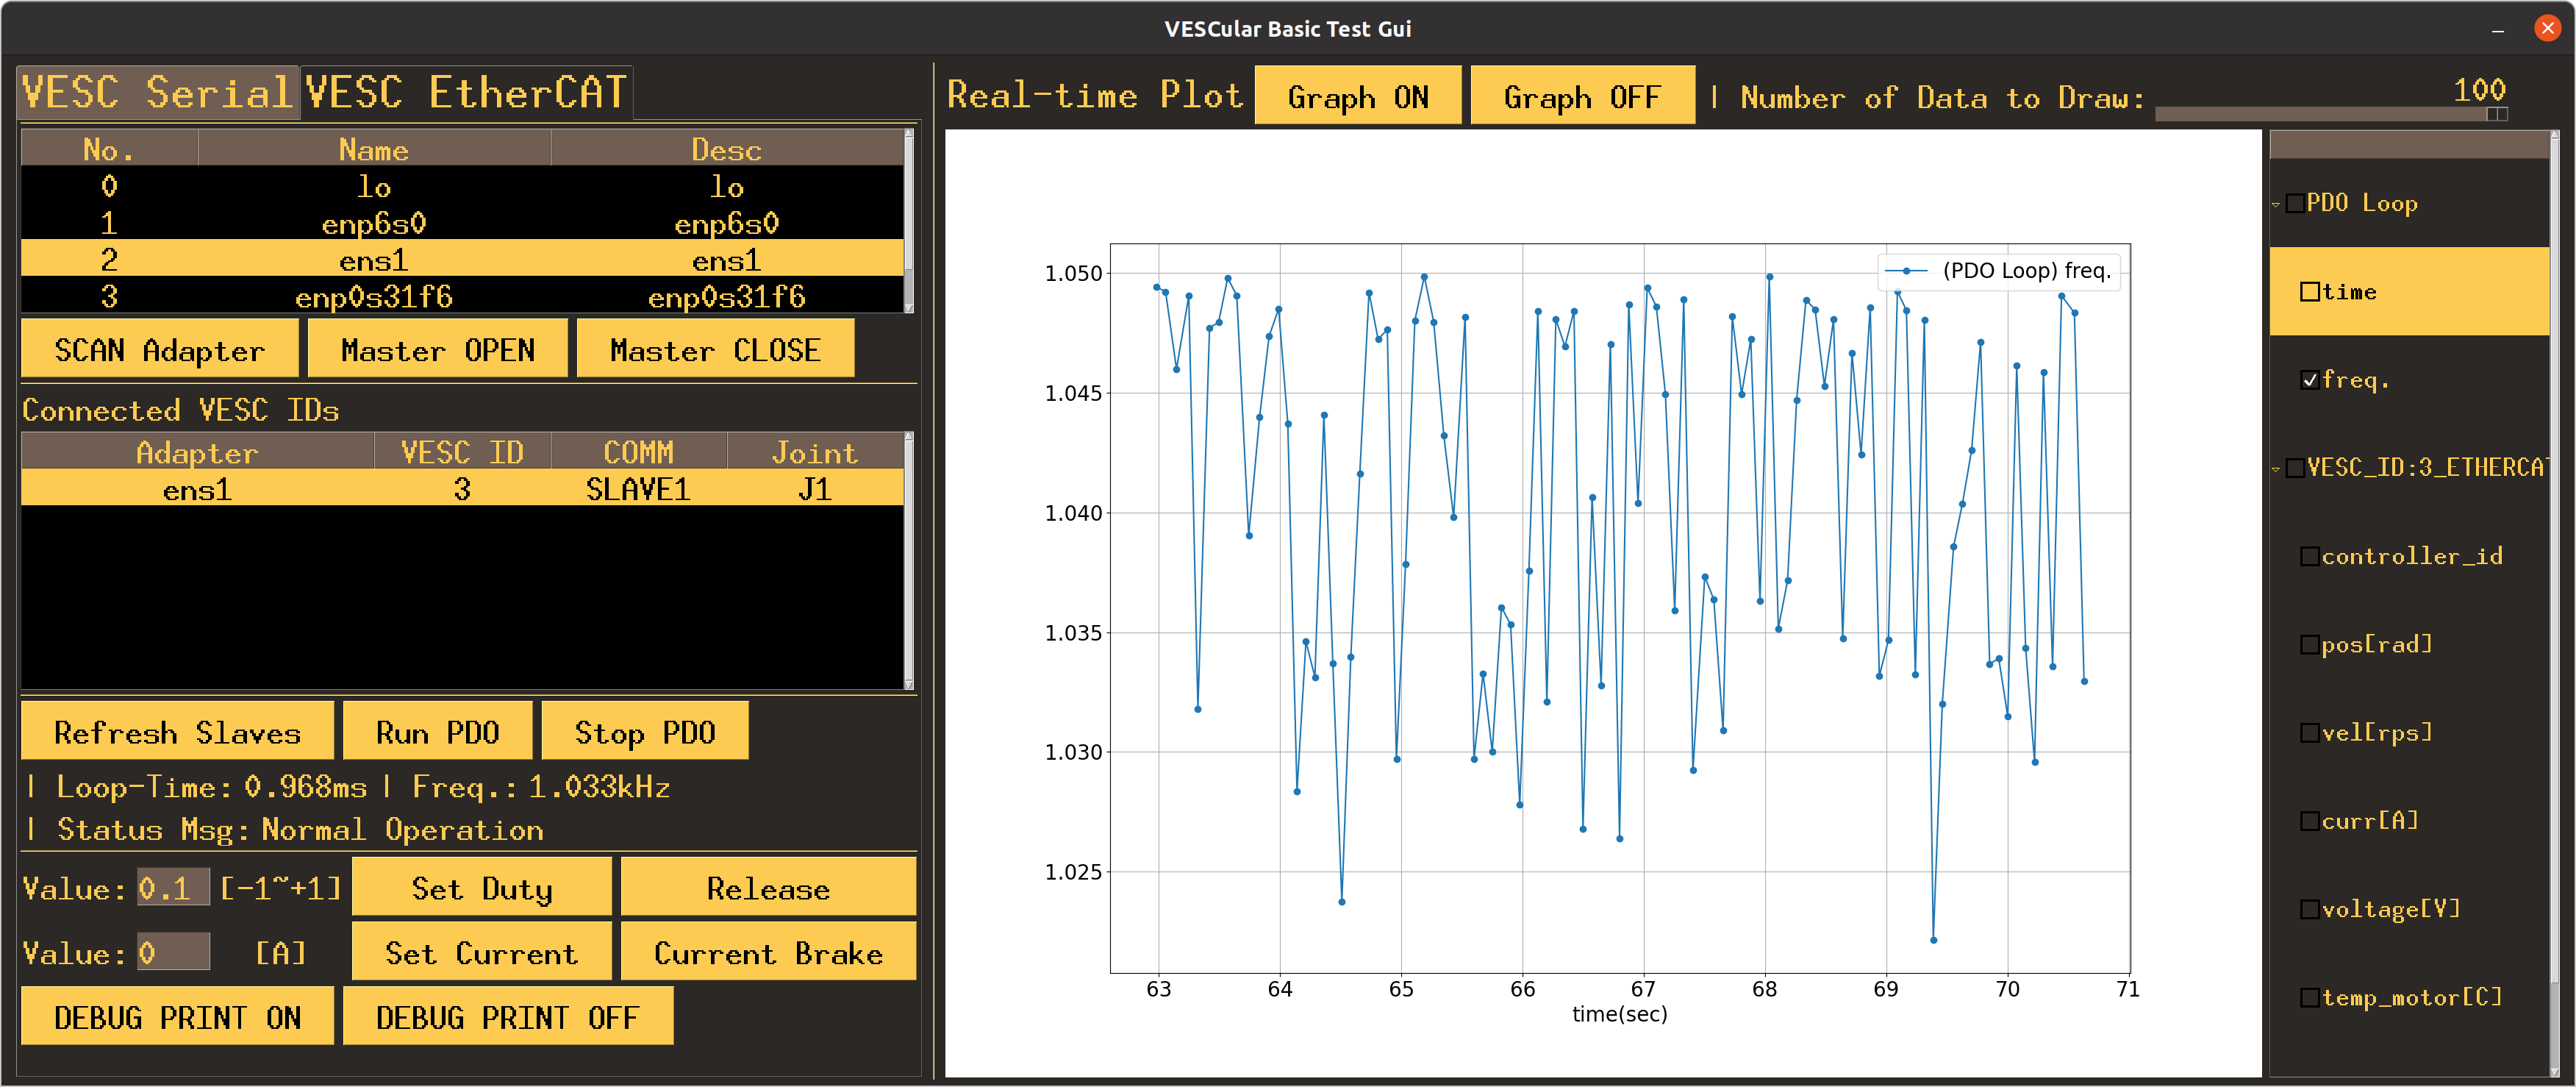 VESCular Basic Test Gui
VESC Serial VESC EtherCAT
No. Name Desc
0 lo lo
1 enp6s0 enp6s0
2 ens1 ens1
3 enp0s31f6 enp0s31f6
SCAN Adapter Master OPEN Master CLOSE
Connected VESC IDs
Adapter VESC ID COMM Joint
ens1 3 SLAVE1 J1
Refresh Slaves Run PDO Stop PDO
| Loop-Time: 0.968ms | Freq.: 1.033kHz
| Status Msg: Normal Operation
Value: 0.1 [-1~+1] Set Duty Release
Value: 0 [A] Set Current Current Brake
DEBUG PRINT ON DEBUG PRINT OFF
Real-time Plot Graph ON Graph OFF | Number of Data to Draw: 100
(PDO Loop) freq.
1.050
1.045
1.040
1.035
1.030
1.025
63 64 65 66 67 68 69 70 71
time(sec)
PDO Loop
time
freq.
VESC_ID:3_ETHERCAT
controller_id
pos[rad]
vel[rps]
curr[A]
voltage[V]
temp_motor[C]